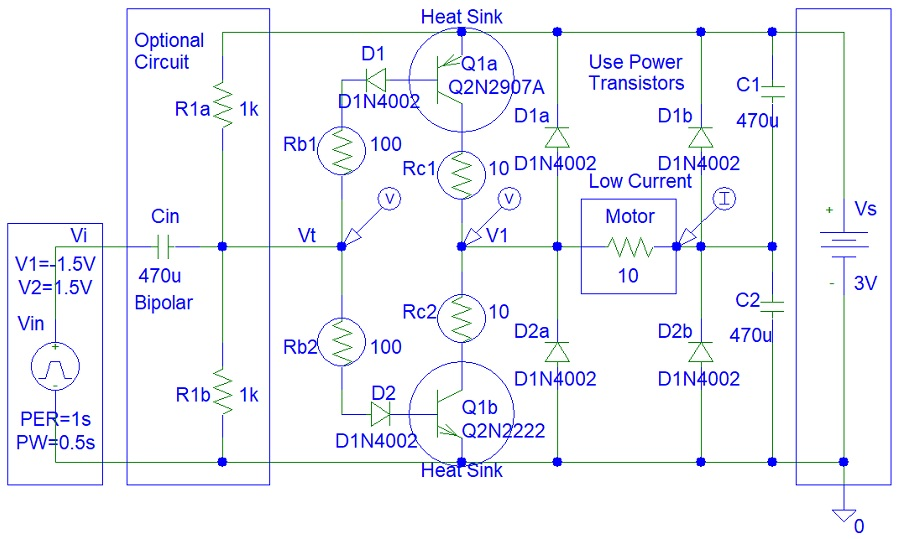 Heat Sink
Optional
Circuit
D1
Q1a
Q2N2907A
Use Power
Transistors
D1N4002
R1a
1k
D1a
D1b
C1
470u
Rb1
100
Rc1
10
D1N4002
D1N4002
Low Current
V
V
I
Cin
Vi
Vt
V1
Motor
10
Vs
+
-
3V
V1=-1.5V
V2=1.5V
470u
Bipolar
Vin
+
-
Rc2
10
C2
470u
Rb2
100
D2a
D2b
D1N4002
D1N4002
R1b
1k
D2
D1N4002
Q1b
Q2N2222
PER=1s
PW=0.5s
Heat Sink
0